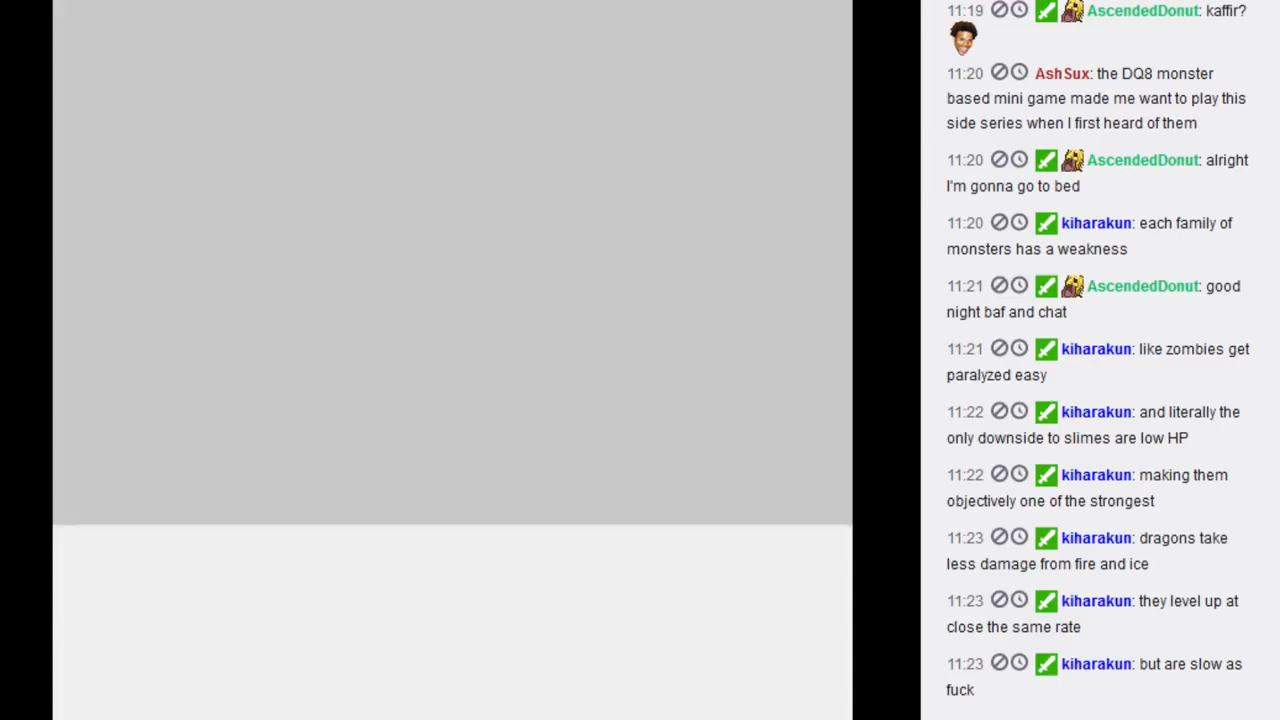 11:19 AscendedDonut: kaffir?
11:20 AshSux: the DQ8 monster
based mini game made me want to play this
side series when I first heard of them
11:20 AscendedDonut: alright
I'm gonna go to bed
11:20 kiharakun: each family of
monsters has a weakness
11:21 AscendedDonut: good
night baf and chat
11:21 kiharakun: like zombies get
paralyzed easy
11:22 kiharakun: and literally the
only downside to slimes are low HP
11:22 kiharakun: making them
objectively one of the strongest
11:23 kiharakun: dragons take
less damage from fire and ice
11:23 kiharakun: they level up at
close the same rate
11:23 kiharakun: but are slow as
fuck